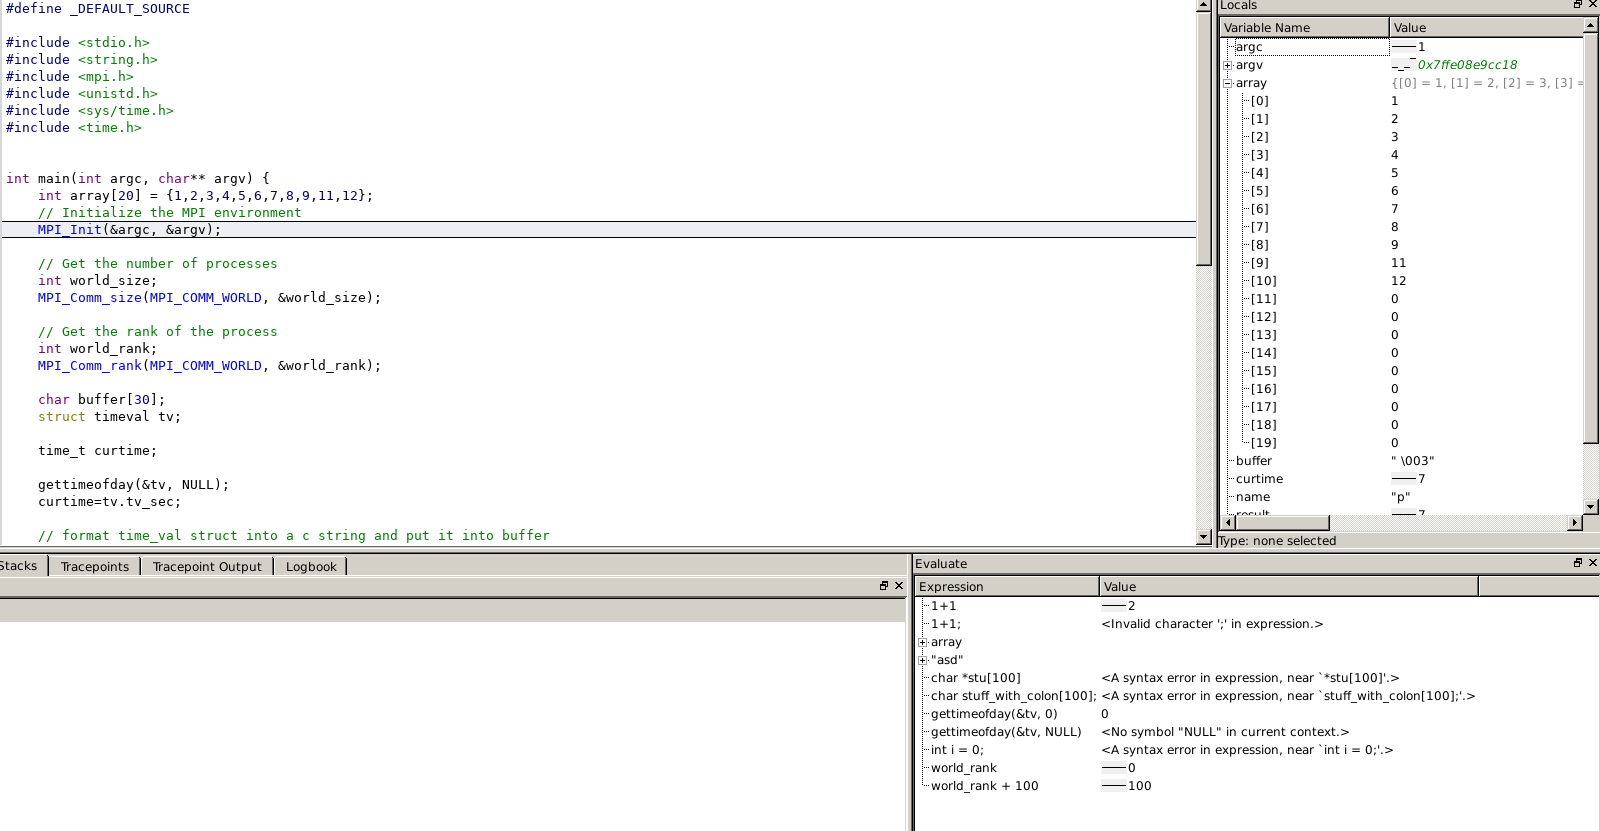 #define _DEFAULT_SOURCE
#include <stdio.h>
#include <string.h>
#include <mpi.h>
#include <unistd.h>
#include <sys/time.h>
#include <time.h>
int main(int argc, char** argv) {
    int array[20] = {1,2,3,4,5,6,7,8,9,11,12};
    // Initialize the MPI environment
    MPI_Init(&argc, &argv);
    // Get the number of processes
    int world_size;
    MPI_Comm_size(MPI_COMM_WORLD, &world_size);
    // Get the rank of the process
    int world_rank;
    MPI_Comm_rank(MPI_COMM_WORLD, &world_rank);
    char buffer[30];
    struct timeval tv;
    time_t curtime;
    gettimeofday(&tv, NULL);
    curtime=tv.tv_sec;
    // format time_val struct into a c string and put it into buffer
Locals
Variable Name Value
argc 1
argv 0x7ffe08e9cc18
array {[0] = 1, [1] = 2, [2] = 3, [3] =
[0] 1
[1] 2
[2] 3
[3] 4
[4] 5
[5] 6
[6] 7
[7] 8
[8] 9
[9] 11
[10] 12
[11] 0
[12] 0
[13] 0
[14] 0
[15] 0
[16] 0
[17] 0
[18] 0
[19] 0
buffer " \003"
curtime 7
name "p"
result 7
Type: none selected
Stacks Tracepoints Tracepoint Output Logbook
Evaluate
Expression Value
1+1 2
1+1; <Invalid character ';' in expression.>
array
"asd"
char *stu[100] <A syntax error in expression, near `*stu[100]'.>
char stuff_with_colon[100]; <A syntax error in expression, near `stuff_with_colon[100];'.>
gettimeofday(&tv, 0) 0
gettimeofday(&tv, NULL) <No symbol "NULL" in current context.>
int i = 0; <A syntax error in expression, near `int i = 0;'.>
world_rank 0
world_rank + 100 100